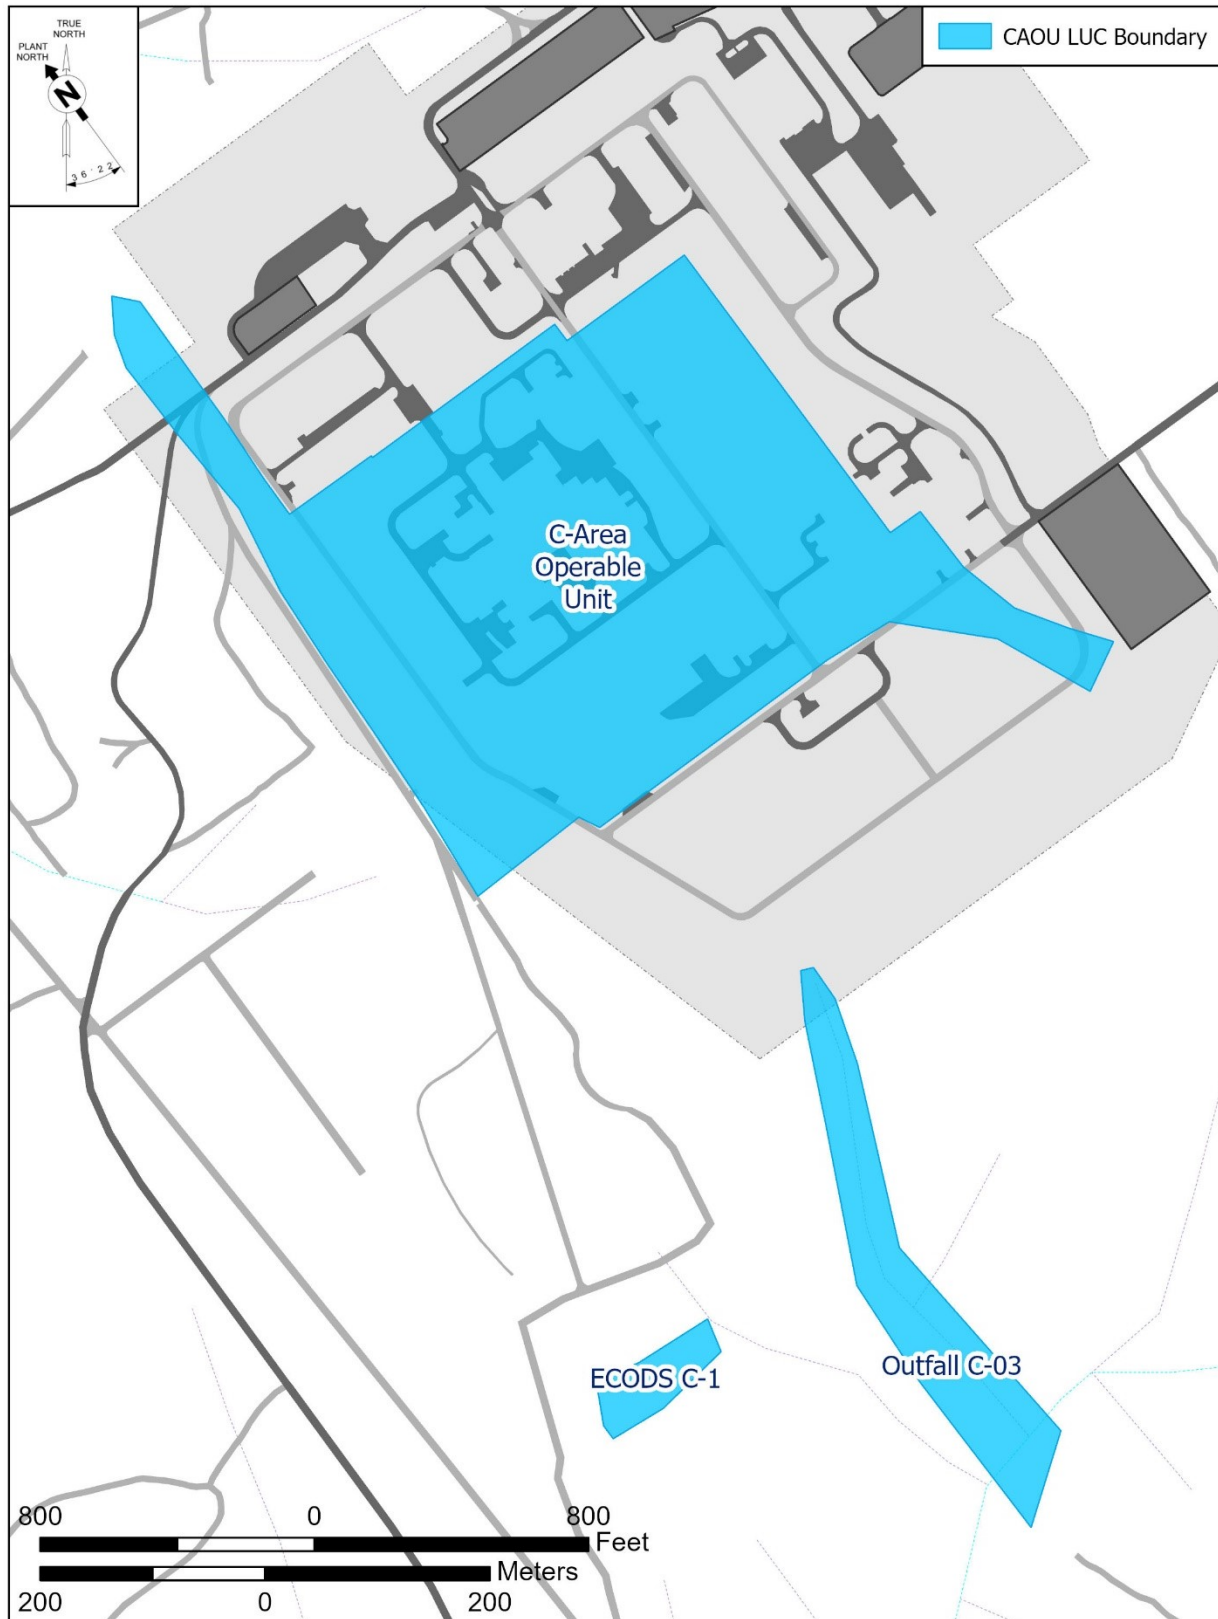 TRUE
NORTH
PLANT
NORTH
N
36°22'
CAOU LUC Boundary
C-Area
Operable
Unit
ECODS C-1
Outfall C-03
800 0 800
Feet
Meters
200 0 200